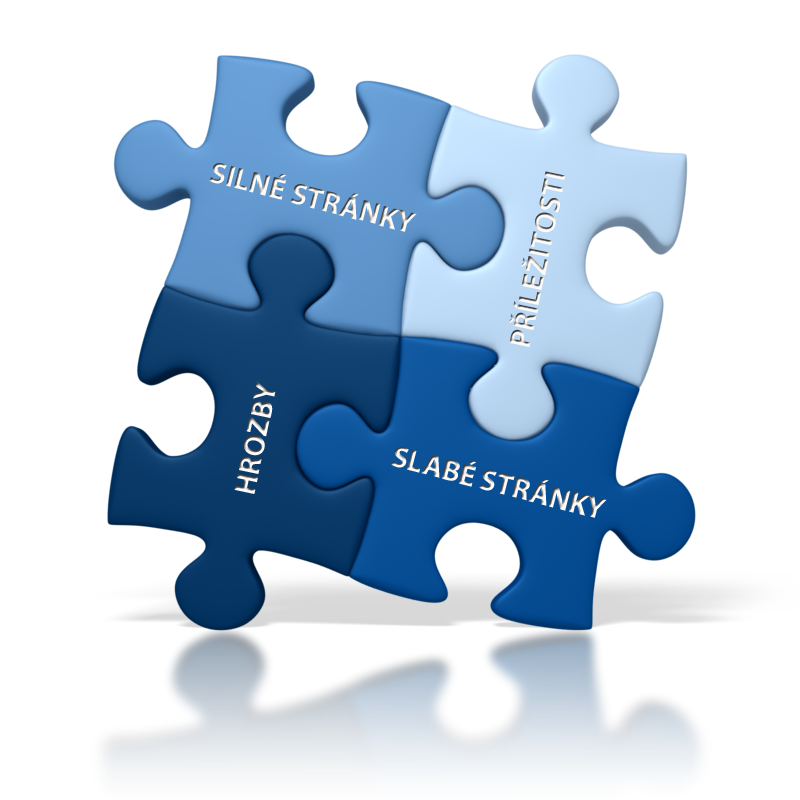 SILNÉ STRÁNKY
PŘÍLEŽITOSTI
HROZBY
SLABÉ STRÁNKY